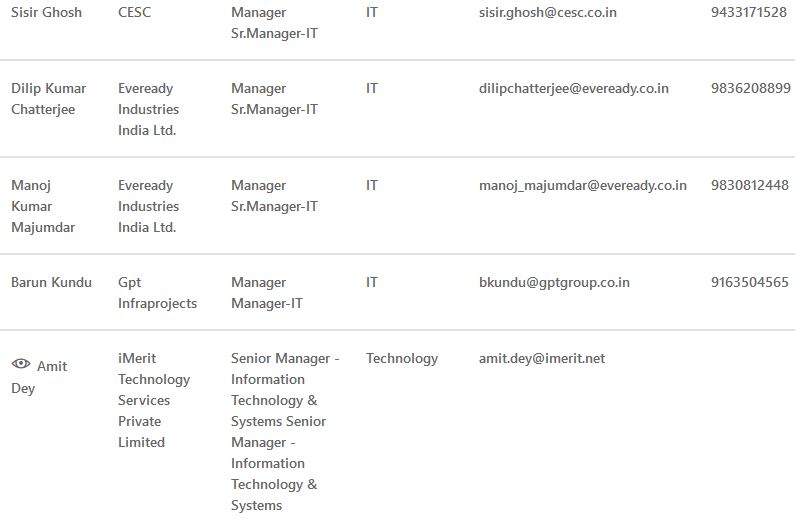 Sisir Ghosh CESC Manager IT sisir.ghosh@cesc.co.in 9433171528
Sr.Manager-IT
Dilip Kumar Eveready Manager IT dilipchatterjee@eveready.co.in 9836208899
Chatterjee Industries Sr.Manager-IT
India Ltd.
Manoj Eveready Manager IT manoj_majumdar@eveready.co.in 9830812448
Kumar Industries Sr.Manager-IT
Majumdar India Ltd.
Barun Kundu Gpt Manager IT bkundu@gptgroup.co.in 9163504565
Infraprojects Manager-IT
Amit iMerit Senior Manager - Technology amit.dey@imerit.net
Dey Technology Information
Services Technology &
Private Systems Senior
Limited Manager -
Information
Technology &
Systems